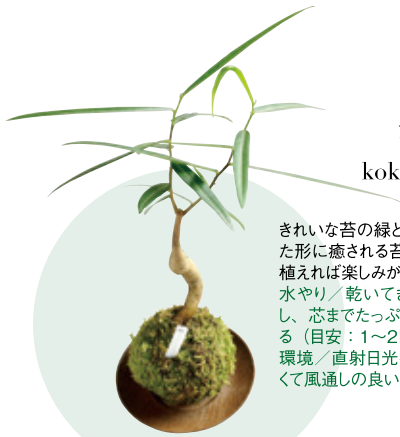 kok
きれいな苔の緑と
た形に癒される苔
植えれば楽しみが
水やり／乾いてき
し、芯までたっぷ
る（目安：1〜2
環境／直射日光
くて風通しの良い